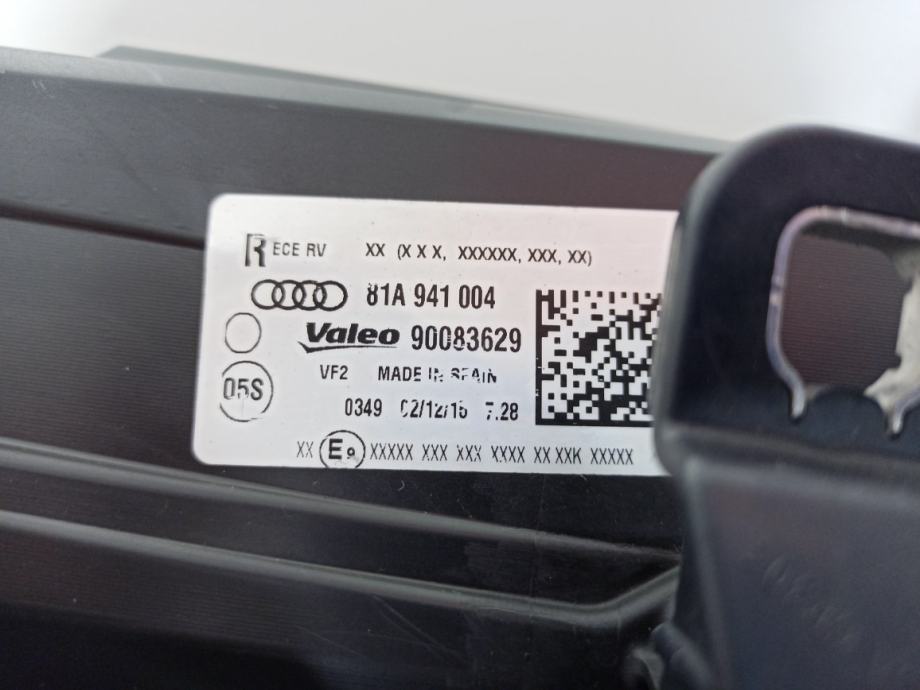 R ECE RV XX (X X X, XXXXXX, XXX, XX)
81A 941 004
Valeo 90083629
VF2 MADE IN SPAIN
05S
0349 02/12/16 7.28
XX E9 XXXXX XXX XXX XXXX XX XXK XXXXX